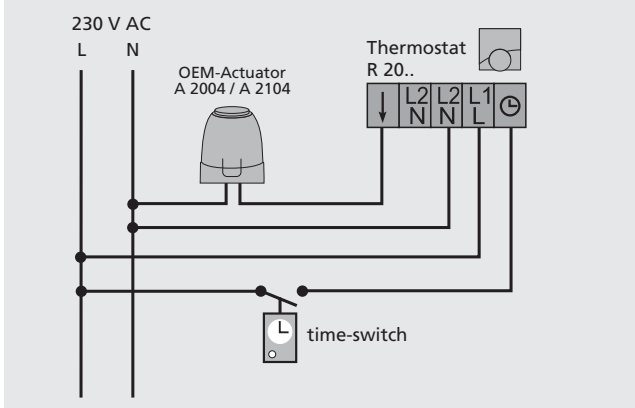 230 V AC
L N
OEM-Actuator
A 2004 / A 2104
Thermostat
R 20..
L2 L2 L1
N N L
time-switch